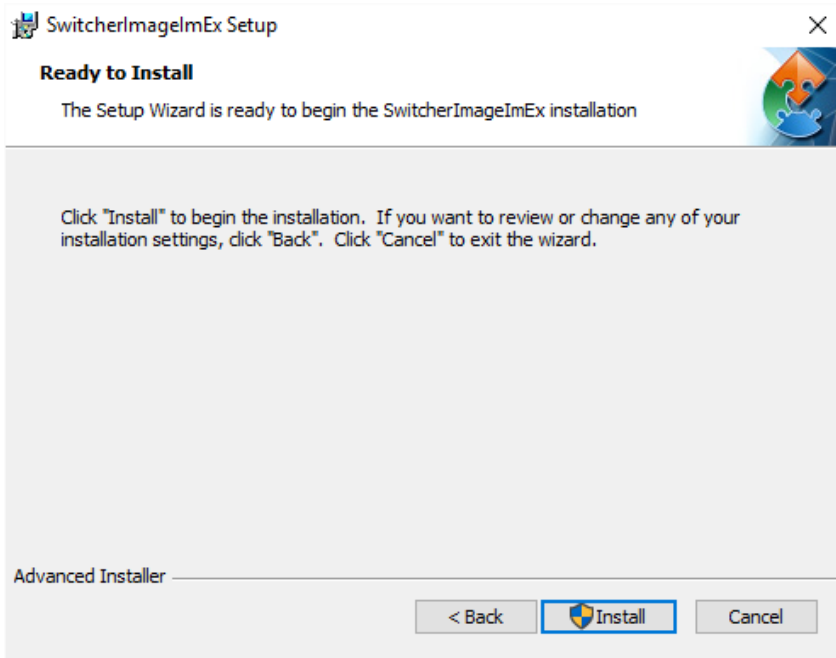 SwitcherImageImEx Setup
Ready to Install
The Setup Wizard is ready to begin the SwitcherImageImEx installation
Click "Install" to begin the installation.  If you want to review or change any of your
installation settings, click "Back".  Click "Cancel" to exit the wizard.
Advanced Installer
< Back
Install
Cancel